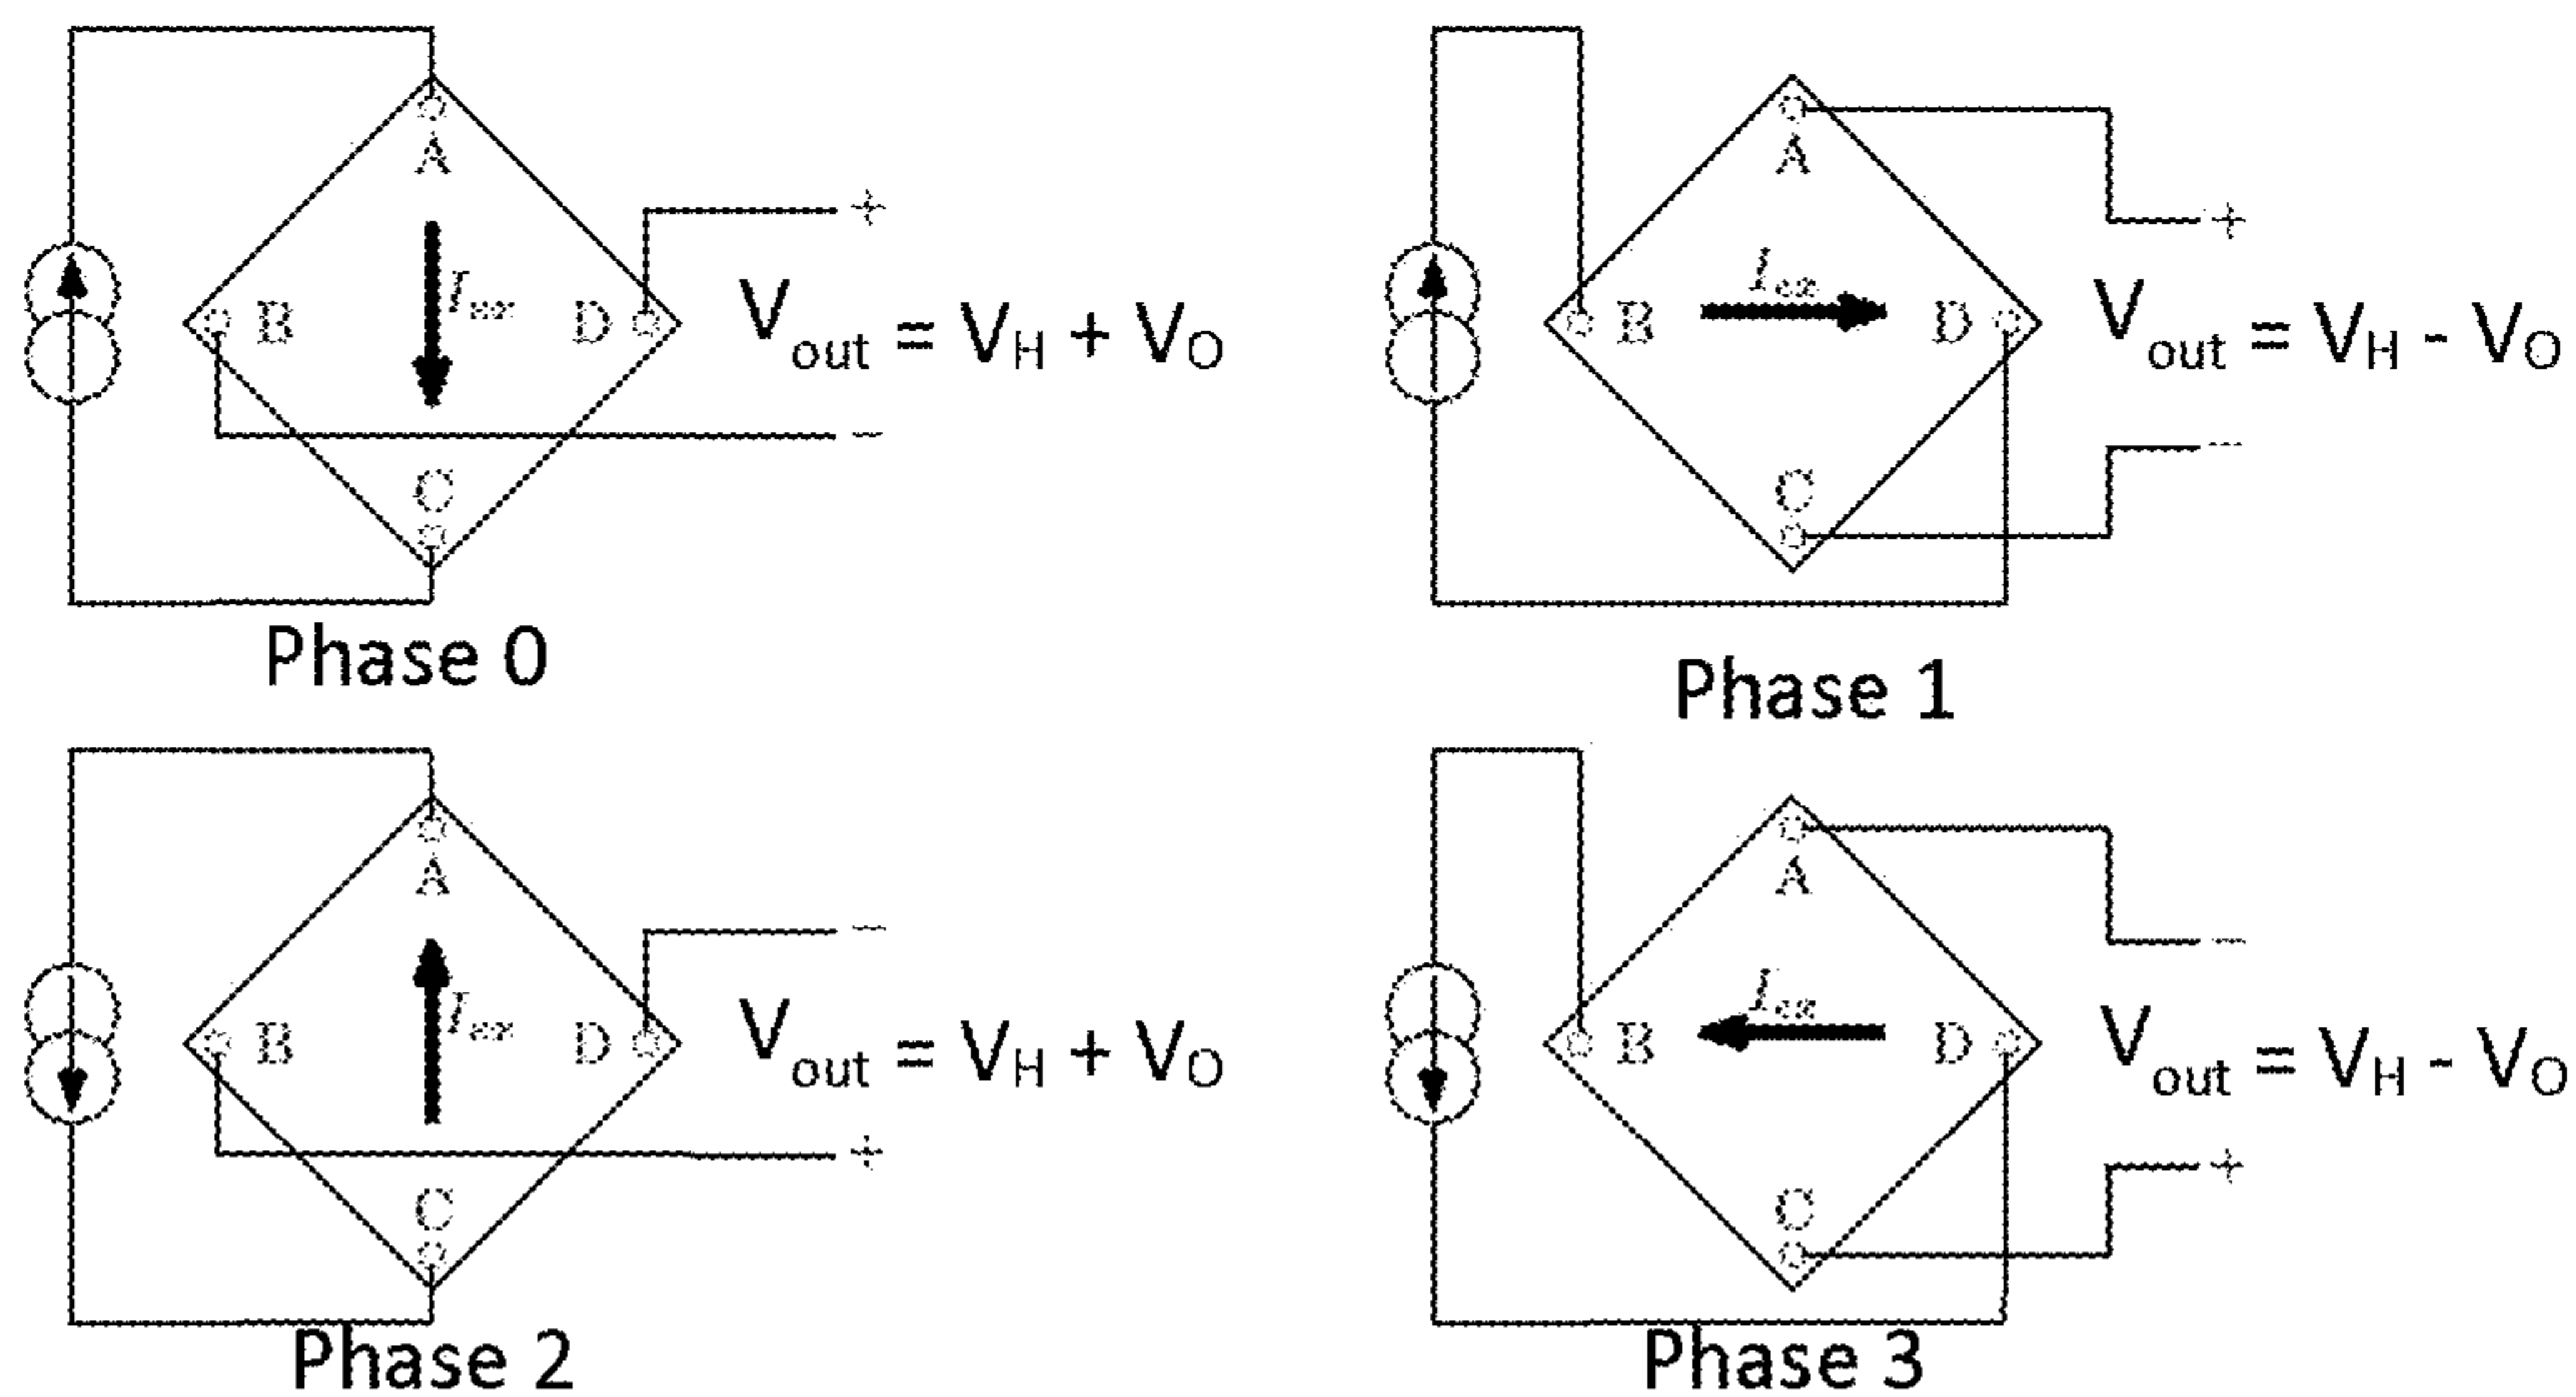 A
+
I_ex
B
D
V_out = V_H + V_O
−
C
Phase 0
A
+
I_ex
B
D
V_out = V_H - V_O
−
C
Phase 1
A
−
I_ex
B
D
V_out = V_H + V_O
+
C
Phase 2
A
−
I_ex
B
D
V_out = V_H - V_O
+
C
Phase 3